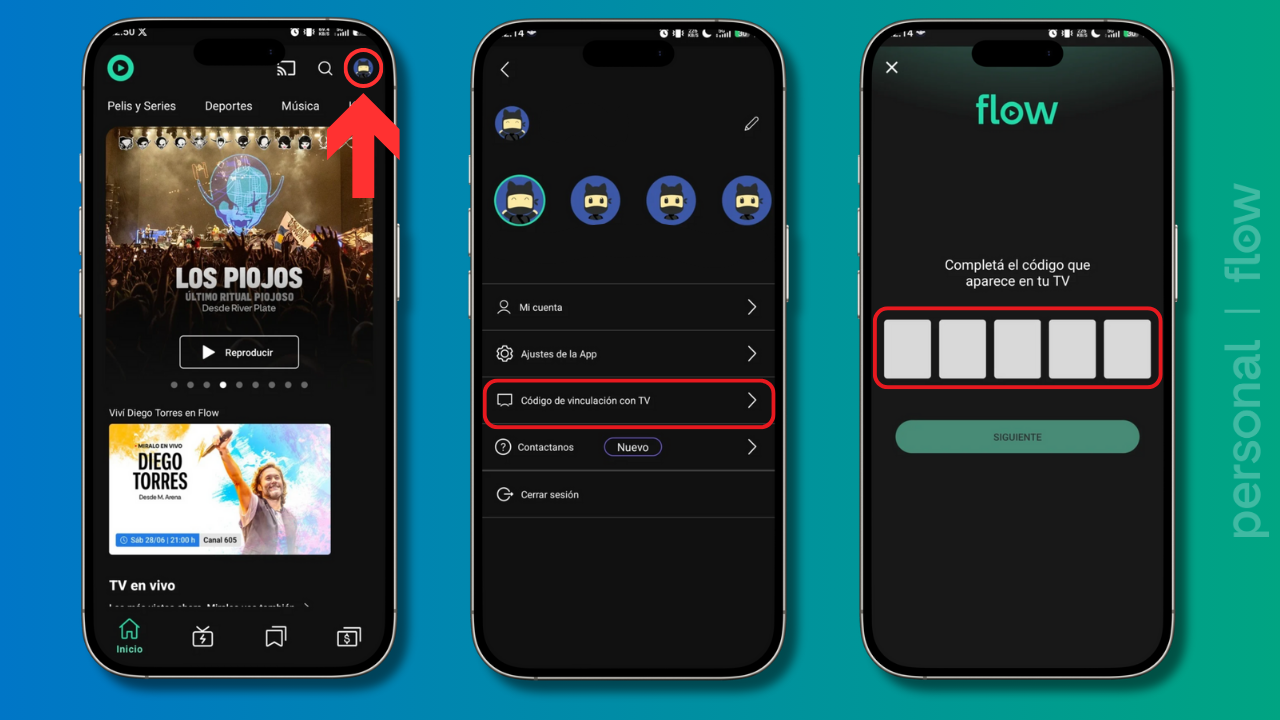 Pelis y Series
Deportes
Música
LOS PIOJOS
ÚLTIMO RITUAL PIOJOSO
Desde River Plate
Reproducir
Viví Diego Torres en Flow
MIRALO EN VIVO
DIEGO
TORRES
Desde M. Arena
Sáb 28/06 | 21:00 h
Canal 605
TV en vivo
Inicio
Mi cuenta
Ajustes de la App
Código de vinculación con TV
Contactanos
Nuevo
Cerrar sesión
flow
Completá el código que
aparece en tu TV
SIGUIENTE
personal | flow